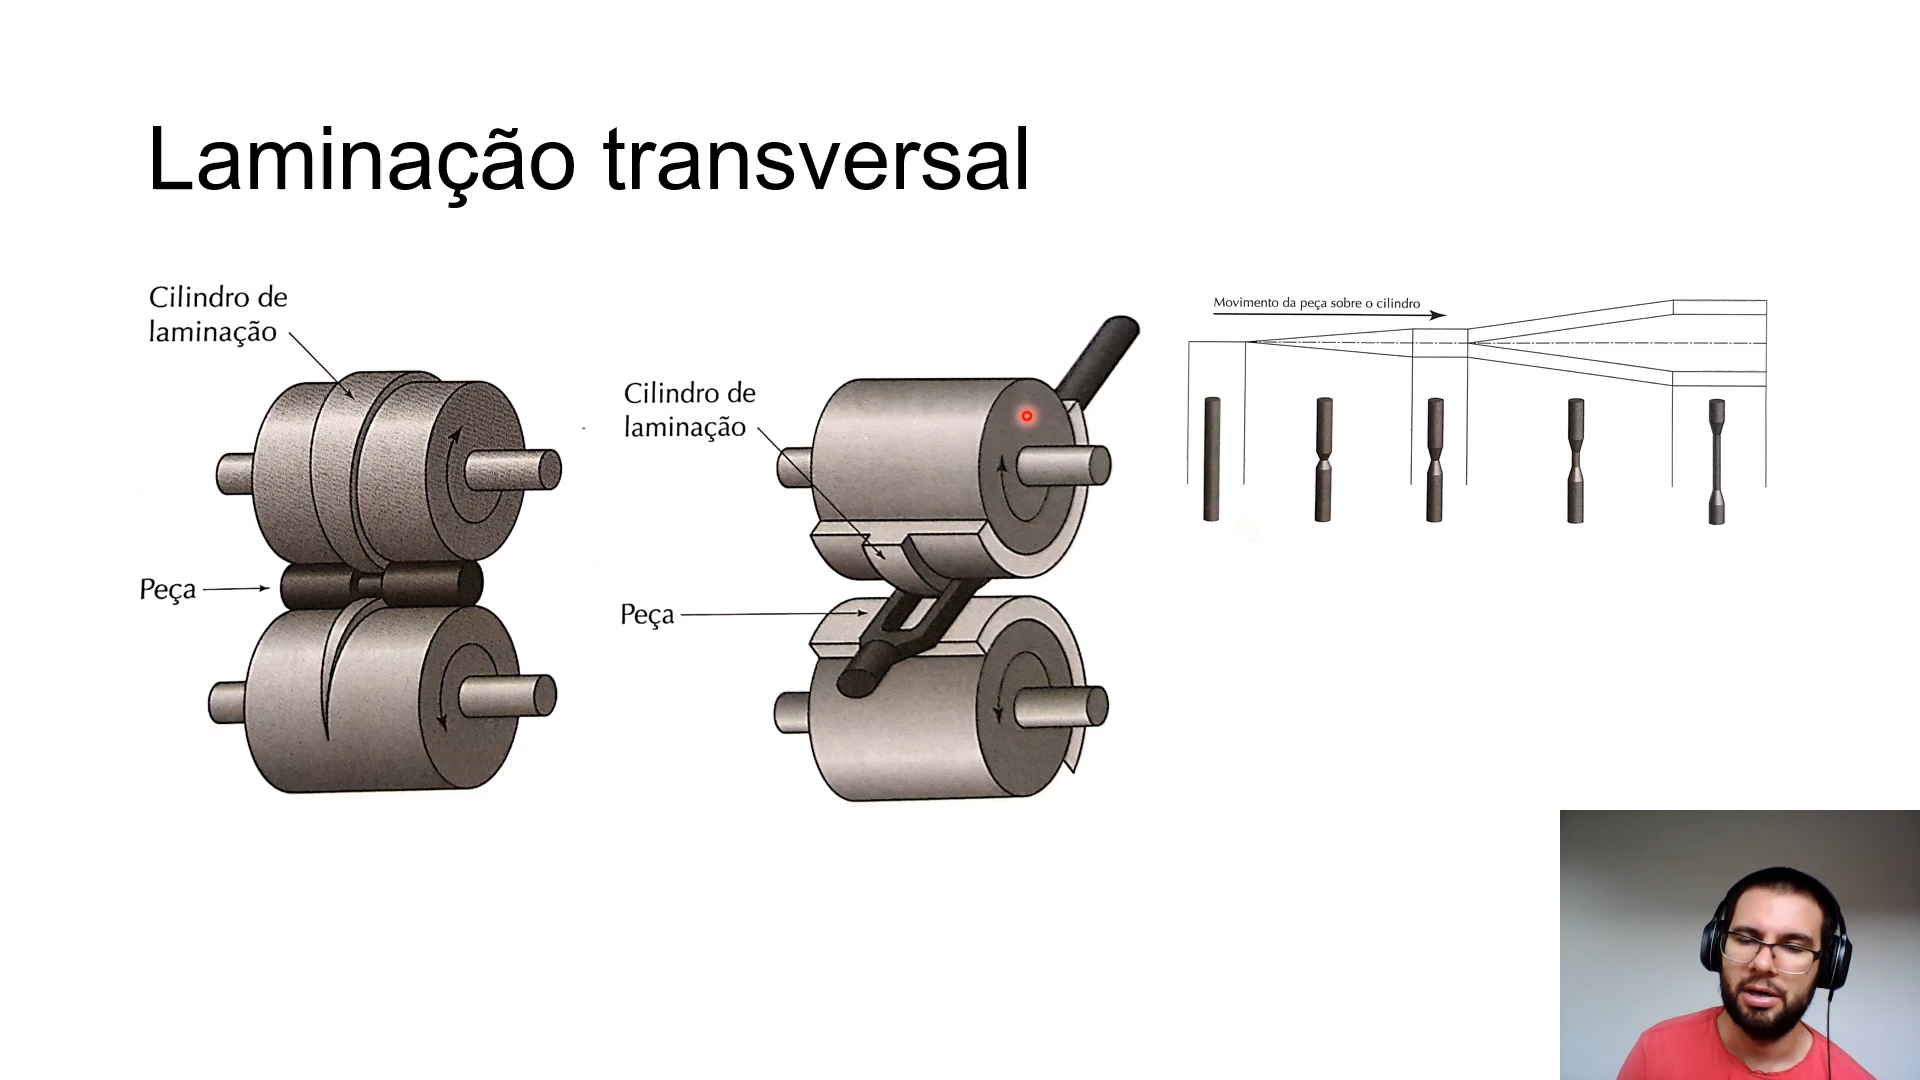 Laminação transversal
Cilindro de
laminação
Peça
Cilindro de
laminação
Peça
Movimento da peça sobre o cilindro